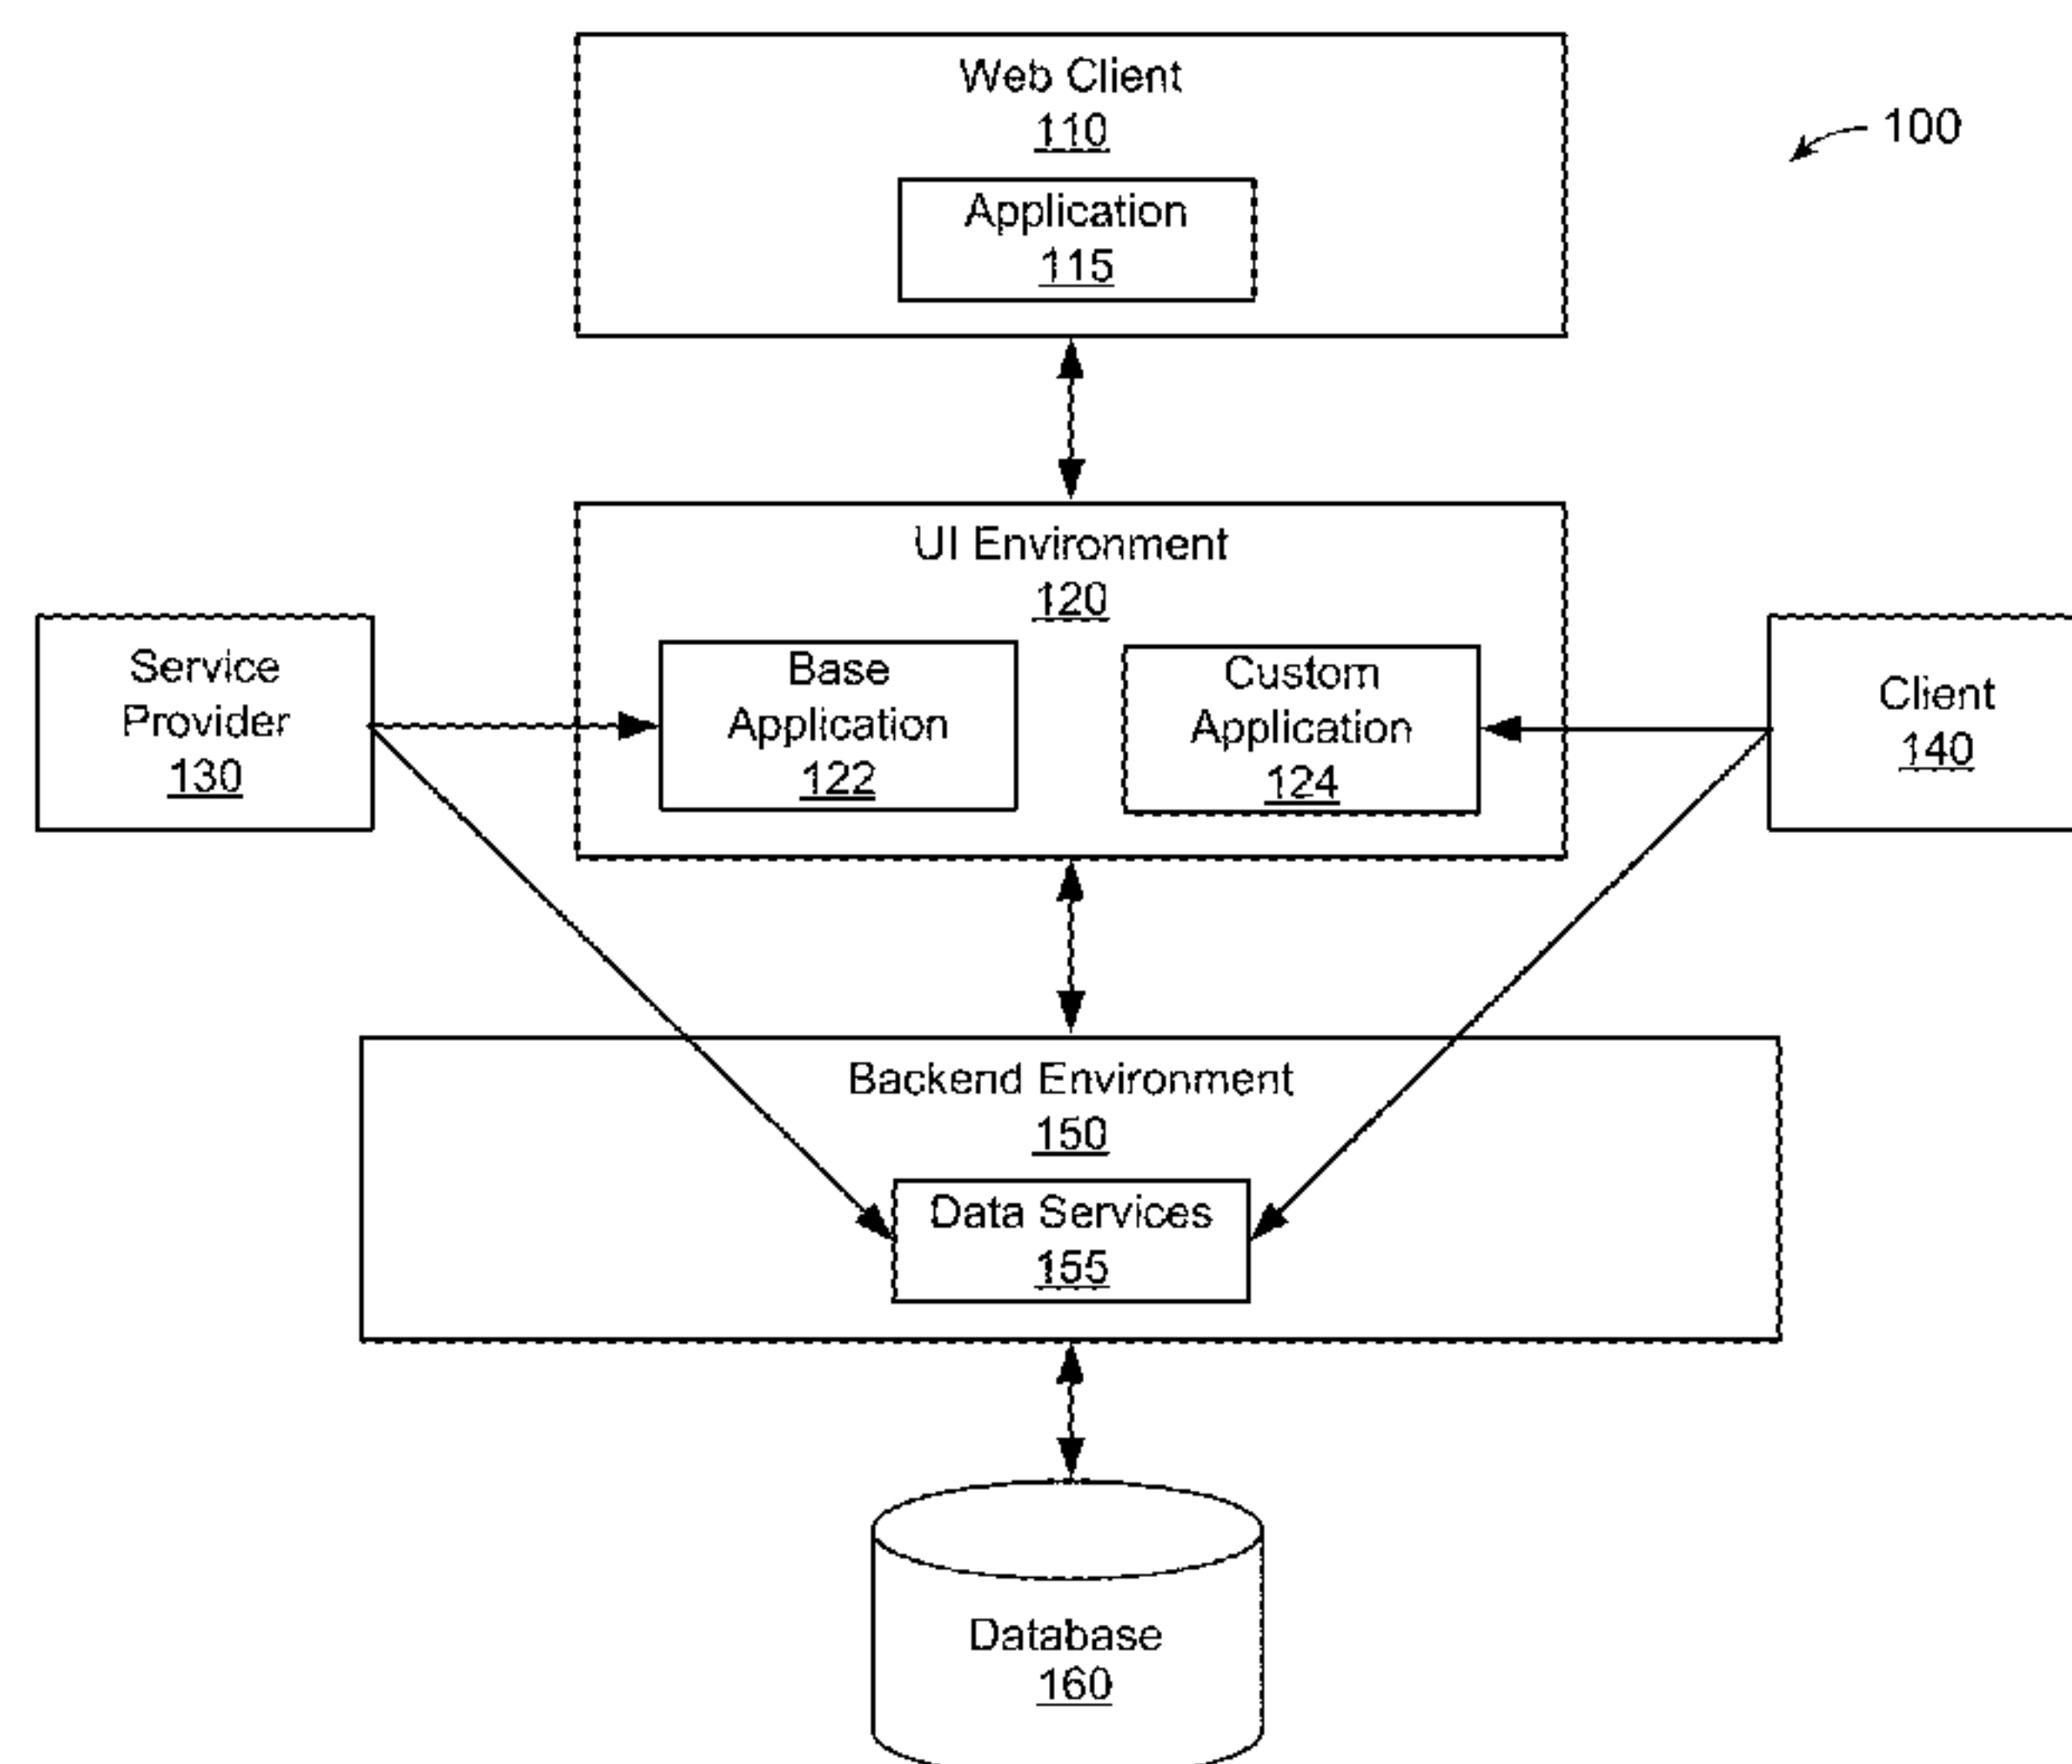 Web Client
110
100
Application
115
UI Environment
120
Service
Provider
130
Base
Application
122
Custom
Application
124
Client
140
Backend Environment
150
Data Services
155
Database
160